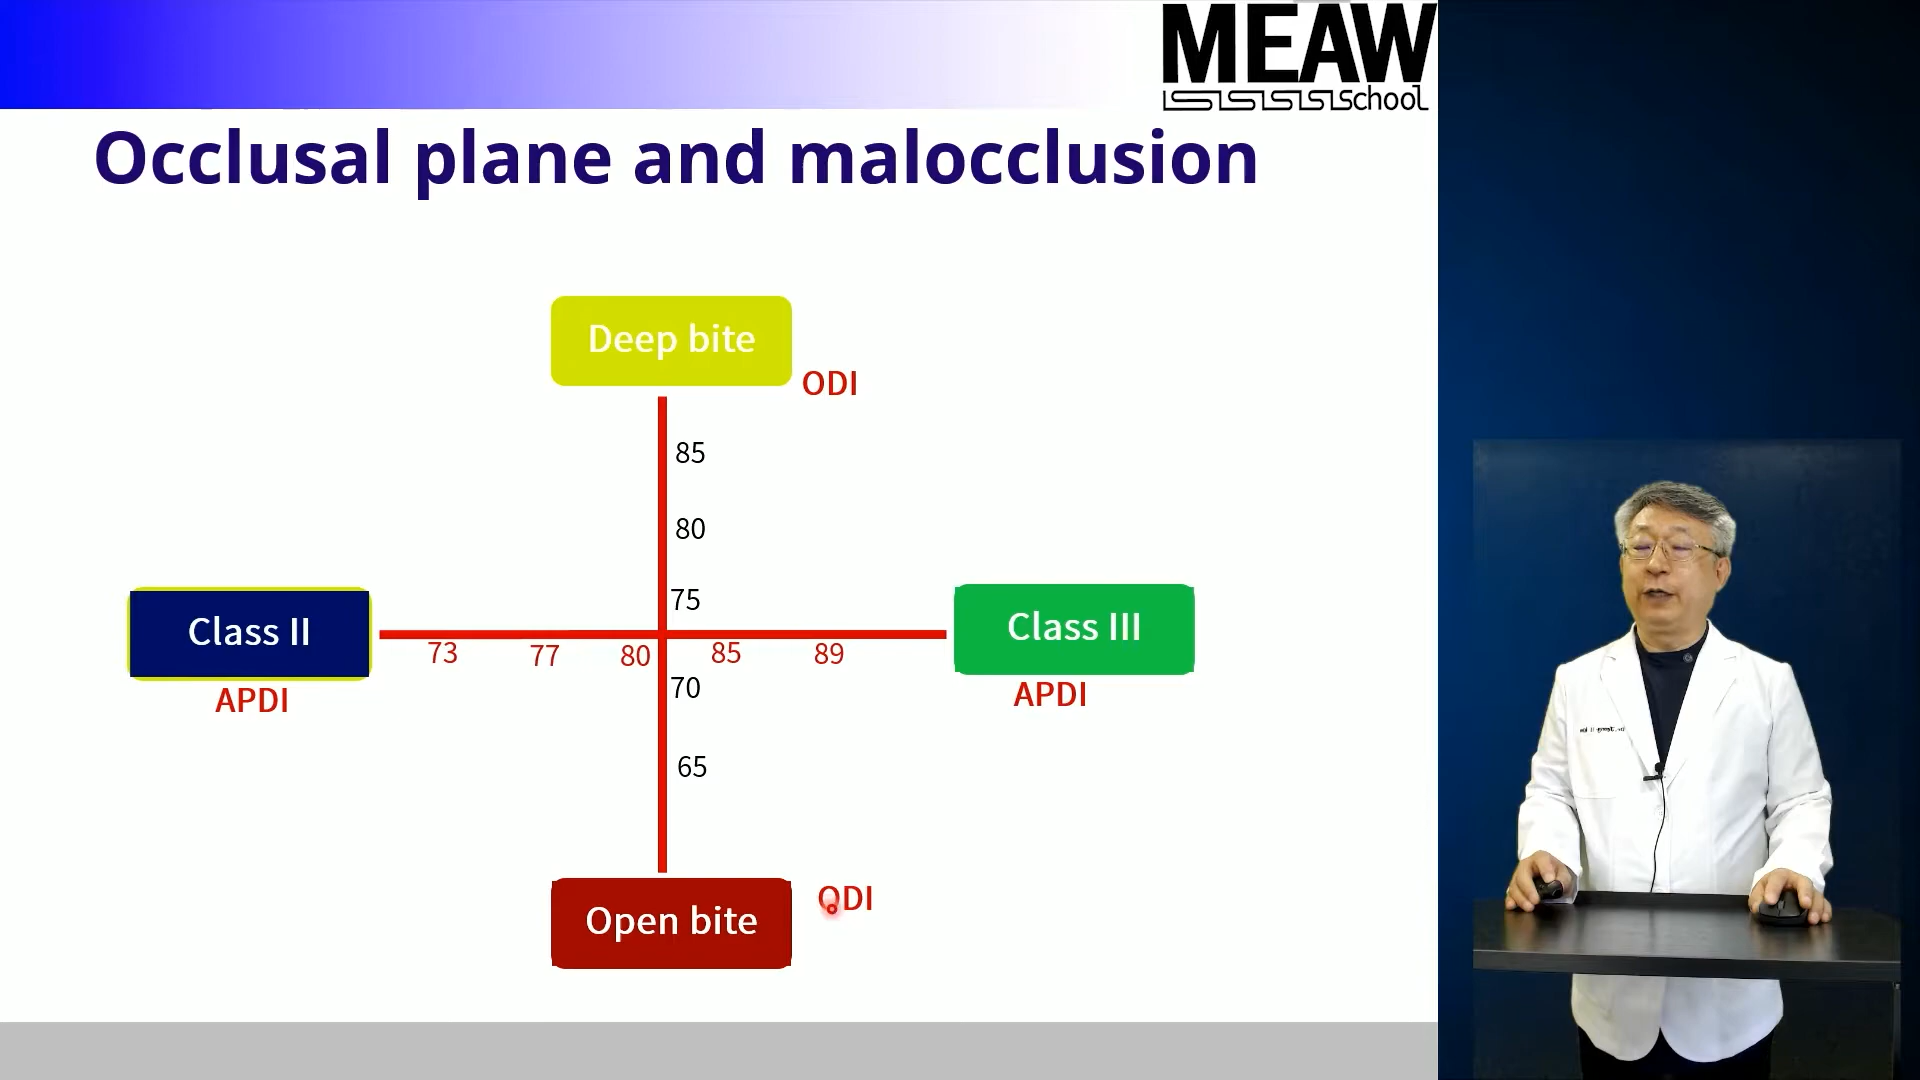 MEAW
School
Occlusal plane and malocclusion
Deep bite
ODI
85
80
75
Class II
Class III
73 77 80 85 89
APDI
APDI
70
65
ODI
Open bite